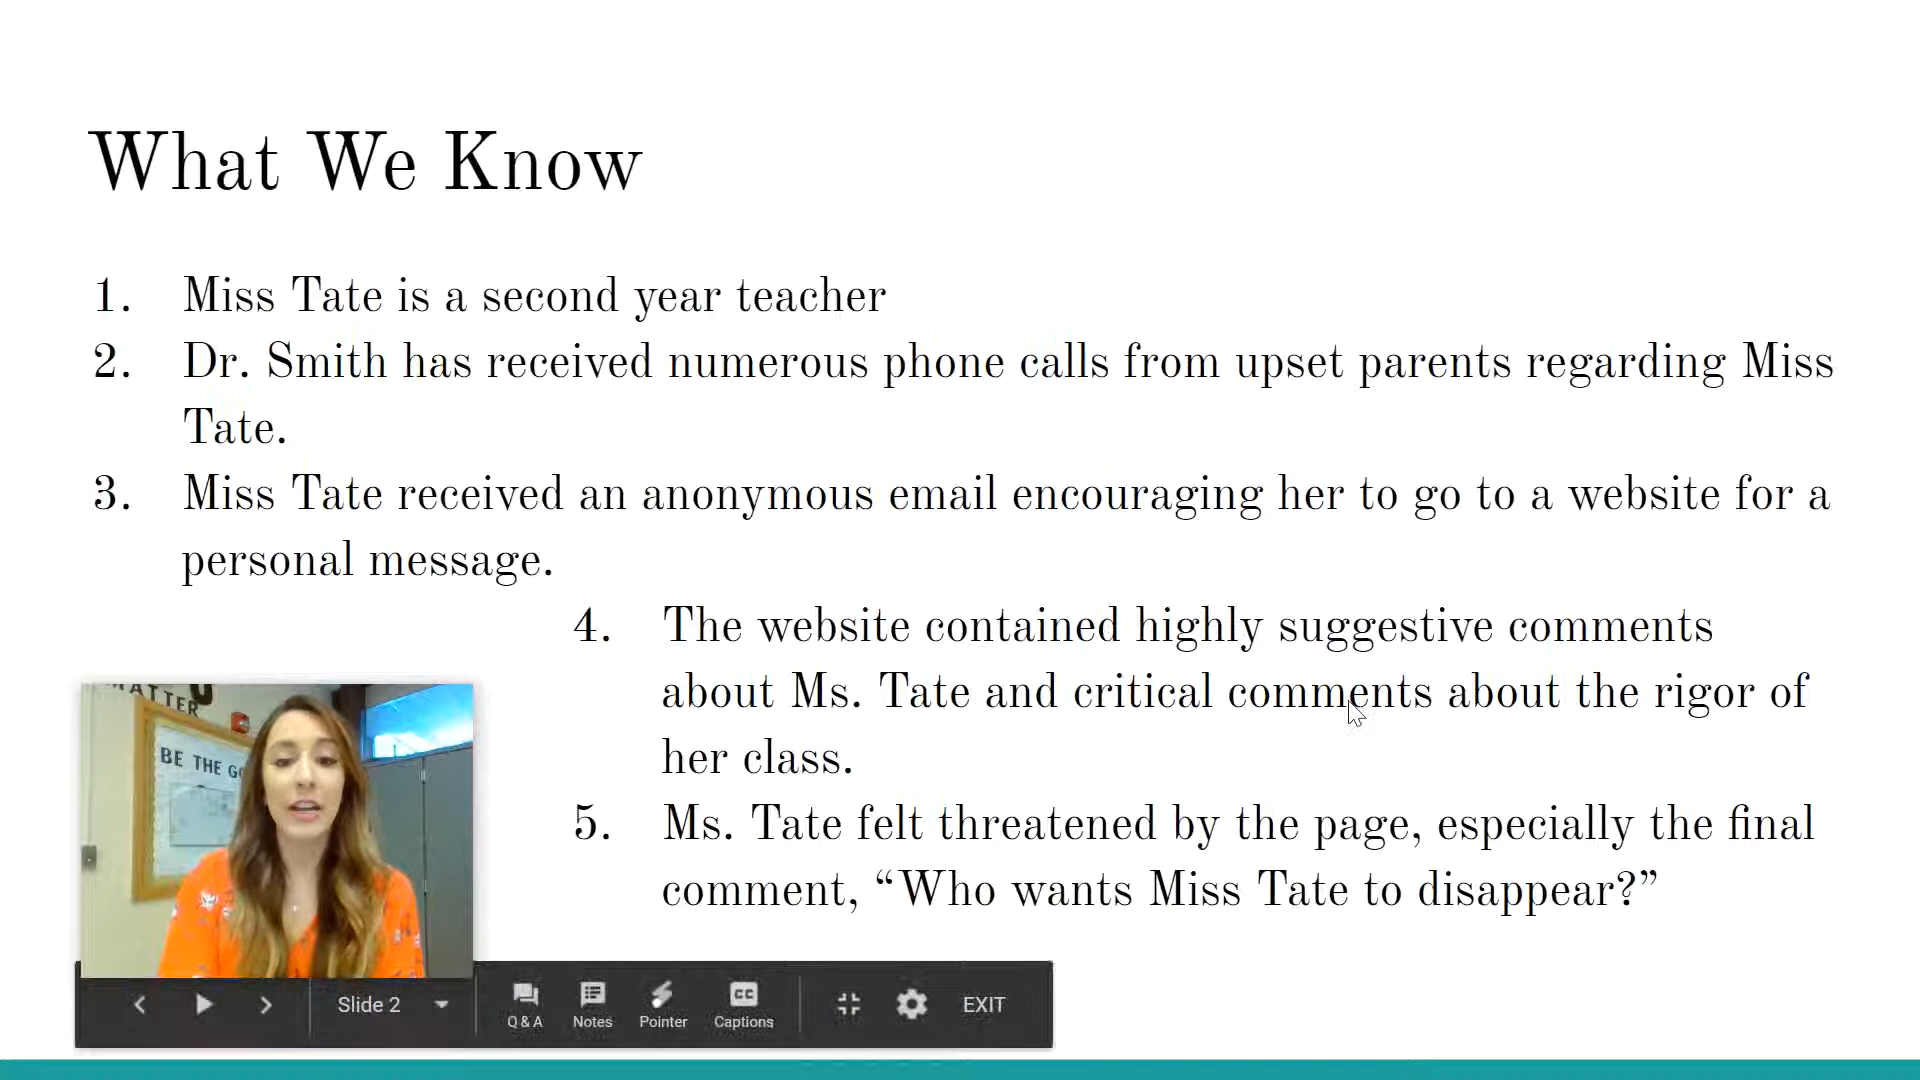 What We Know
1. Miss Tate is a second year teacher
2. Dr. Smith has received numerous phone calls from upset parents regarding Miss
Tate.
3. Miss Tate received an anonymous email encouraging her to go to a website for a
personal message.
4. The website contained highly suggestive comments
about Ms. Tate and critical comments about the rigor of
her class.
5. Ms. Tate felt threatened by the page, especially the final
comment, “Who wants Miss Tate to disappear?”
MATTER
BE THE
Slide 2
Q & A
Notes
Pointer
CC
Captions
EXIT